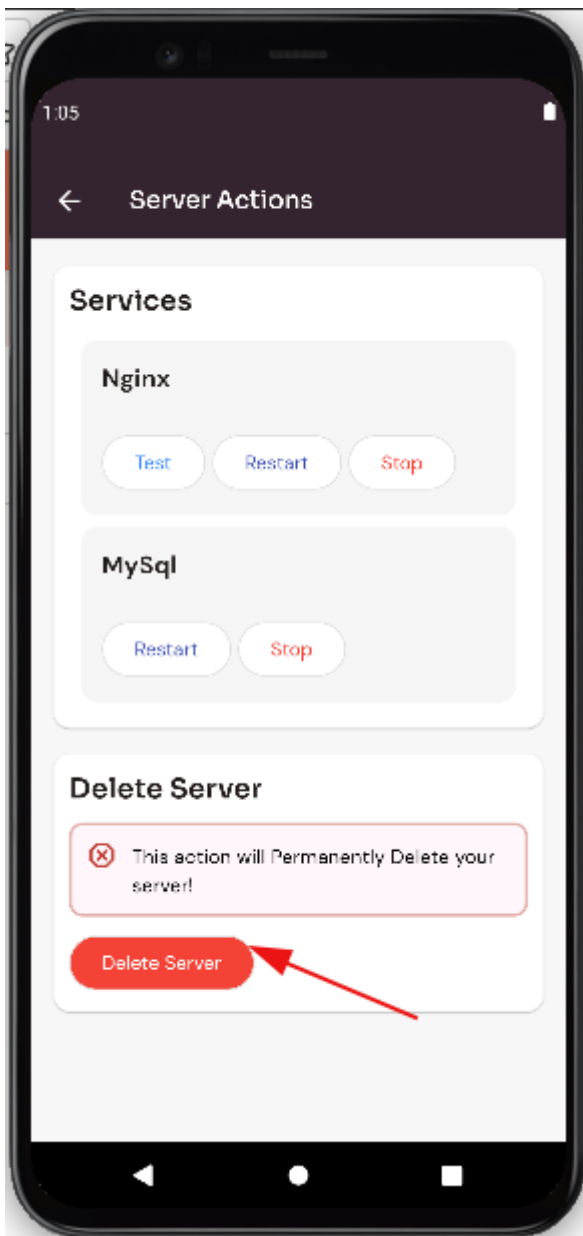 1:05
Server Actions
Services
Nginx
Test Restart Stop
MySql
Restart Stop
Delete Server
This action will Permanently Delete your
server!
Delete Server